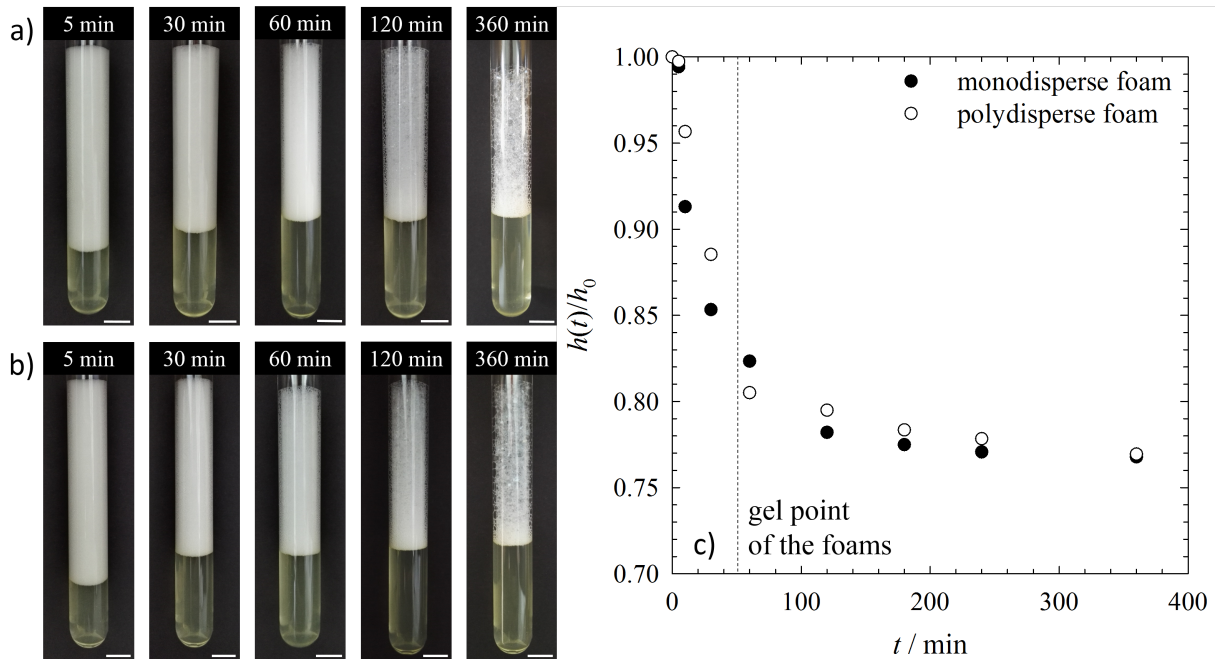 a)
5 min
30 min
60 min
120 min
360 min
b)
5 min
30 min
60 min
120 min
360 min
1.00
0.95
0.90
0.85
0.80
0.75
0.70
h(t)/h₀
monodisperse foam
polydisperse foam
gel point
of the foams
c)
0
100
200
300
400
t / min